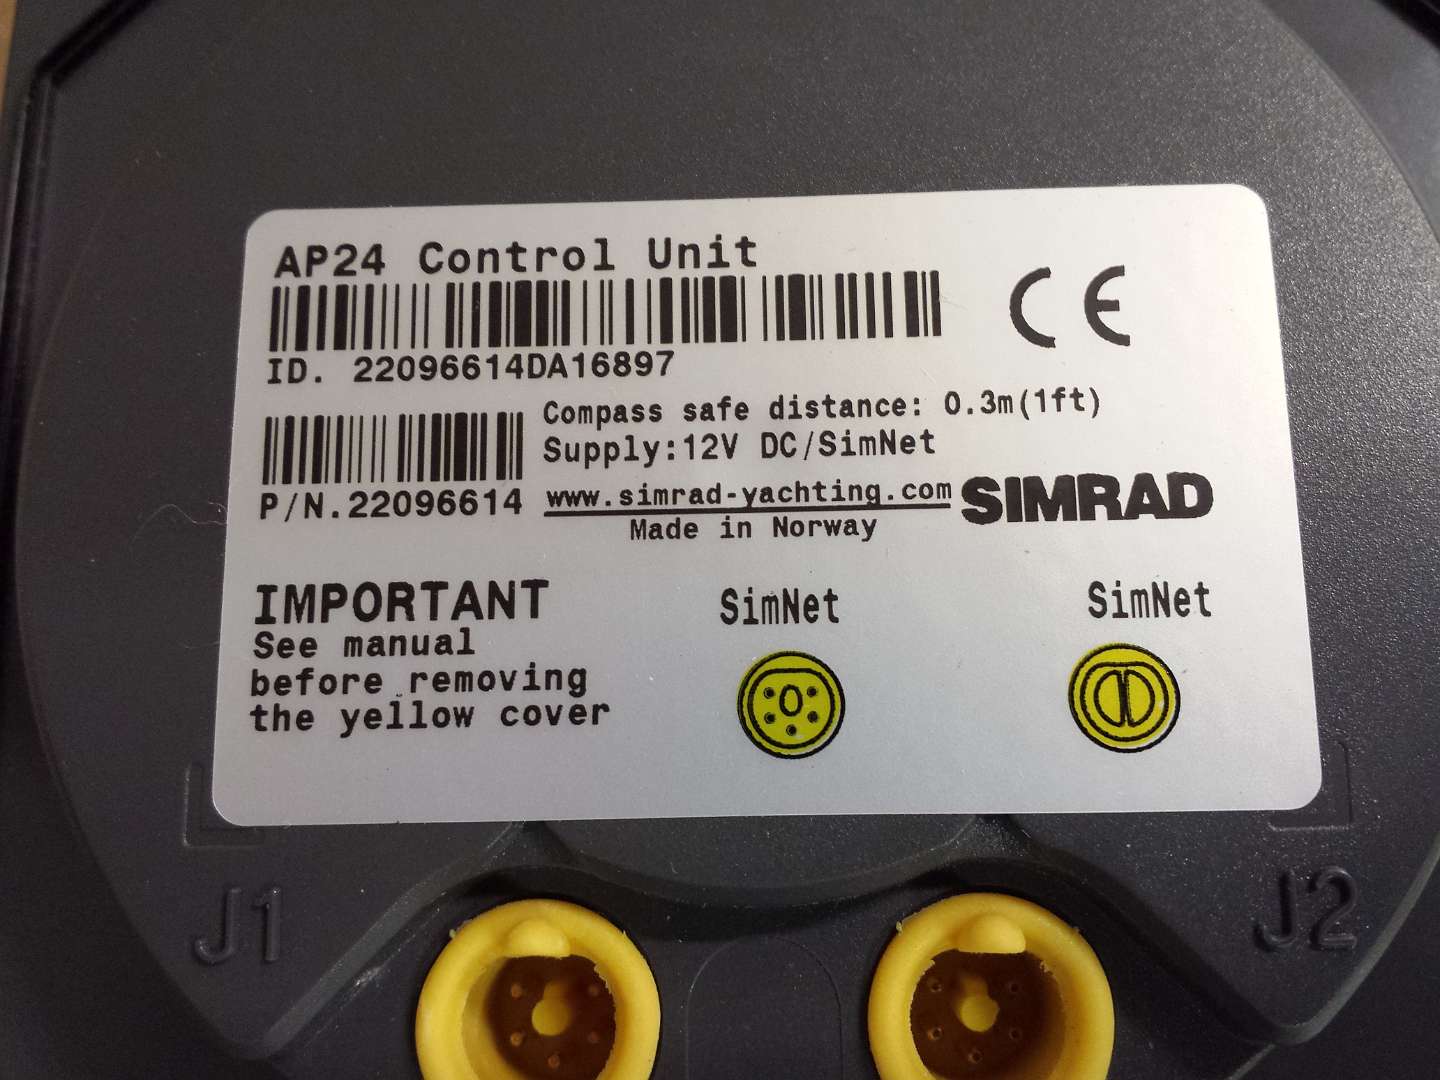 AP24 Control Unit
CE
ID. 22096614DA16897
Compass safe distance: 0.3m(1ft)
Supply:12V DC/SimNet
P/N.22096614
www.simrad-yachting.com
SIMRAD
Made in Norway
IMPORTANT
See manual
before removing
the yellow cover
SimNet
SimNet
J1
J2